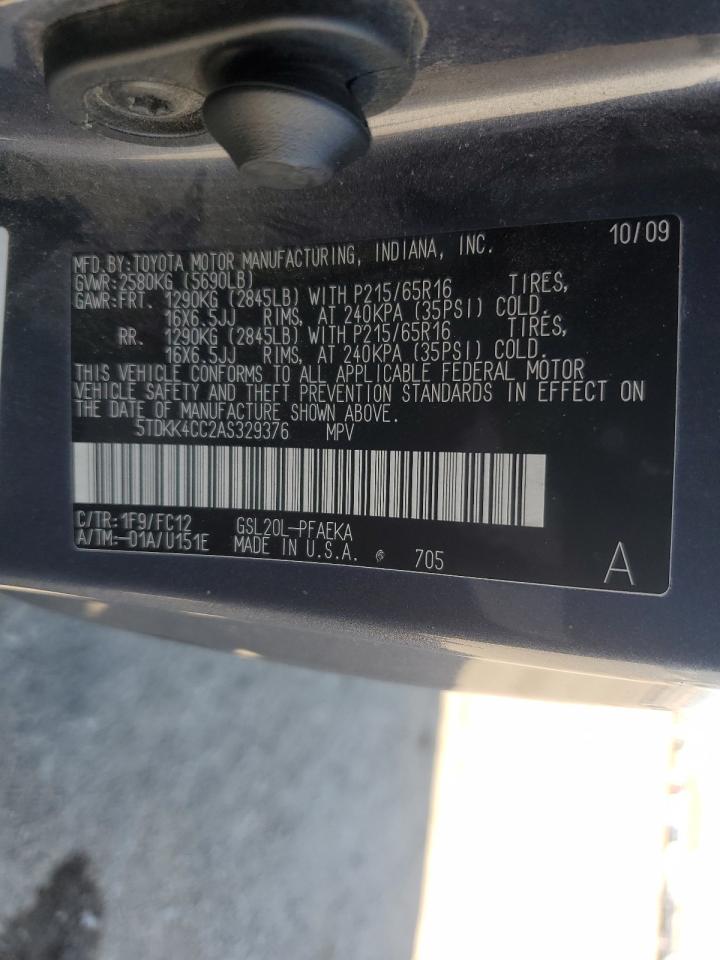 10/09
MFD.BY:TOYOTA MOTOR MANUFACTURING, INDIANA, INC.
GVWR:2580KG (5690LB)
GAWR:FRT. 1290KG (2845LB) WITH P215/65R16 TIRES,
16X6.5JJ RIMS, AT 240KPA (35PSI) COLD.
RR. 1290KG (2845LB) WITH P215/65R16 TIRES,
16X6.5JJ RIMS, AT 240KPA (35PSI) COLD.
THIS VEHICLE CONFORMS TO ALL APPLICABLE FEDERAL MOTOR
VEHICLE SAFETY AND THEFT PREVENTION STANDARDS IN EFFECT ON
THE DATE OF MANUFACTURE SHOWN ABOVE.
5TDKK4CC2AS329376 MPV
C/TR:1F9/FC12 GSL20L-PFAEKA
A/TM:-01A/U151E MADE IN U.S.A. 705 A